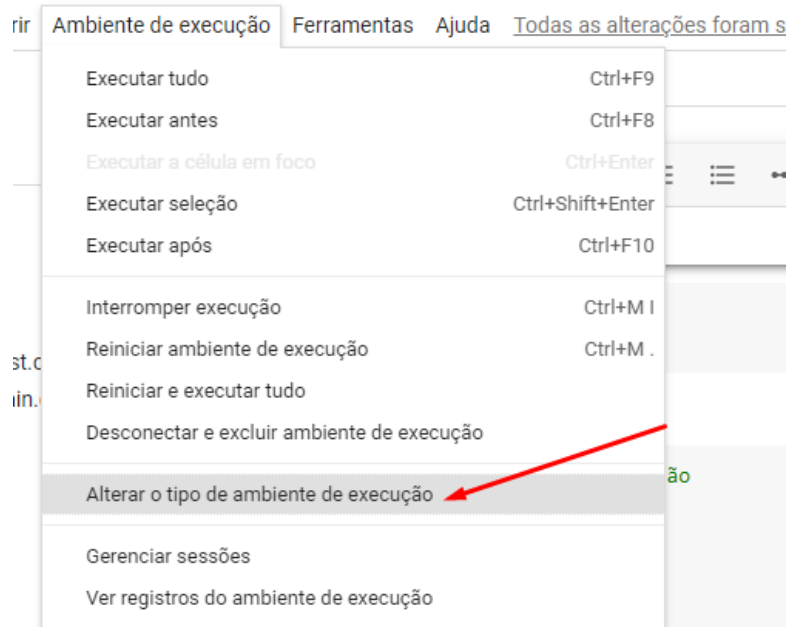 rir Ambiente de execução Ferramentas Ajuda Todas as alterações foram s
Executar tudo Ctrl+F9
Executar antes Ctrl+F8
Executar a célula em foco Ctrl+Enter
Executar seleção Ctrl+Shift+Enter
Executar após Ctrl+F10
Interromper execução Ctrl+M I
Reiniciar ambiente de execução Ctrl+M .
st.c
Reiniciar e executar tudo
in.
Desconectar e excluir ambiente de execução
ão
Alterar o tipo de ambiente de execução
Gerenciar sessões
Ver registros do ambiente de execução